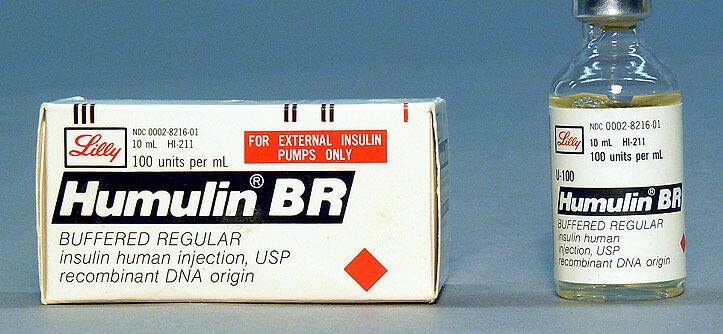 Lilly
NDC 0002-8216-01
10 mL HI-211
100 units per mL
FOR EXTERNAL INSULIN
PUMPS ONLY
Humulin® BR
BUFFERED REGULAR
insulin human injection, USP
recombinant DNA origin
Lilly
NDC 0002-8216-01
10 mL HI-211
100 units per mL
U-100
Humulin® BR
BUFFERED REGULAR
insulin human
injection, USP
recombinant DNA origin